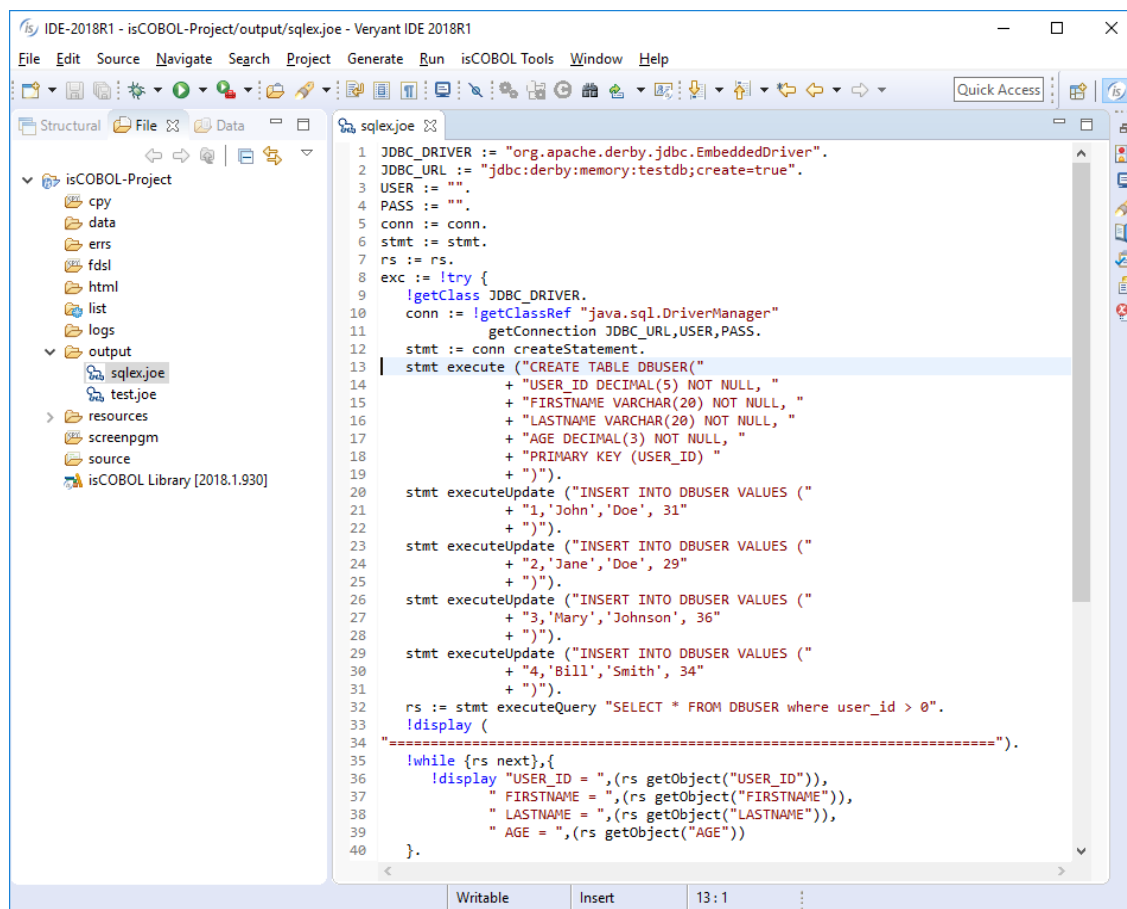 IDE-2018R1 - isCOBOL-Project/output/sqlex.joe - Veryant IDE 2018R1
File Edit Source Navigate Search Project Generate Run isCOBOL Tools Window Help
Quick Access
Structural File Data
isCOBOL-Project
cpy
data
errs
fdsl
html
list
logs
output
sqlex.joe
test.joe
resources
screenpgm
source
isCOBOL Library [2018.1.930]
sqlex.joe
1 JDBC_DRIVER := "org.apache.derby.jdbc.EmbeddedDriver".
2 JDBC_URL := "jdbc:derby:memory:testdb;create=true".
3 USER := "".
4 PASS := "".
5 conn := conn.
6 stmt := stmt.
7 rs := rs.
8 exc := !try {
9 !getClass JDBC_DRIVER.
10 conn := !getClassRef "java.sql.DriverManager"
11 getConnection JDBC_URL,USER,PASS.
12 stmt := conn createStatement.
13 stmt execute ("CREATE TABLE DBUSER("
14 + "USER_ID DECIMAL(5) NOT NULL, "
15 + "FIRSTNAME VARCHAR(20) NOT NULL, "
16 + "LASTNAME VARCHAR(20) NOT NULL, "
17 + "AGE DECIMAL(3) NOT NULL, "
18 + "PRIMARY KEY (USER_ID) "
19 + ")").
20 stmt executeUpdate ("INSERT INTO DBUSER VALUES ("
21 + "1,'John','Doe', 31"
22 + ")").
23 stmt executeUpdate ("INSERT INTO DBUSER VALUES ("
24 + "2,'Jane','Doe', 29"
25 + ")").
26 stmt executeUpdate ("INSERT INTO DBUSER VALUES ("
27 + "3,'Mary','Johnson', 36"
28 + ")").
29 stmt executeUpdate ("INSERT INTO DBUSER VALUES ("
30 + "4,'Bill','Smith', 34"
31 + ")").
32 rs := stmt executeQuery "SELECT * FROM DBUSER where user_id > 0".
33 !display (
34 "=========================================================================").
35 !while {rs next},{
36 !display "USER_ID = ",(rs getObject("USER_ID")),
37 " FIRSTNAME = ",(rs getObject("FIRSTNAME")),
38 " LASTNAME = ",(rs getObject("LASTNAME")),
39 " AGE = ",(rs getObject("AGE"))
40 }.
Writable Insert 13 : 1